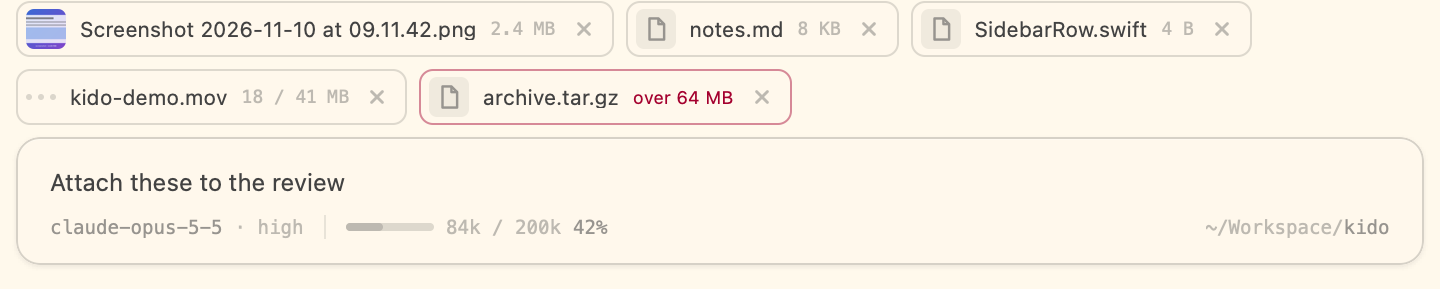 Screenshot 2026-11-10 at 09.11.42.png 2.4 MB × notes.md 8 KB × SidebarRow.swift 4 B ×
kido-demo.mov 18 / 41 MB × archive.tar.gz over 64 MB ×
Attach these to the review
claude-opus-5-5 · high 84k / 200k 42% ~/Workspace/kido